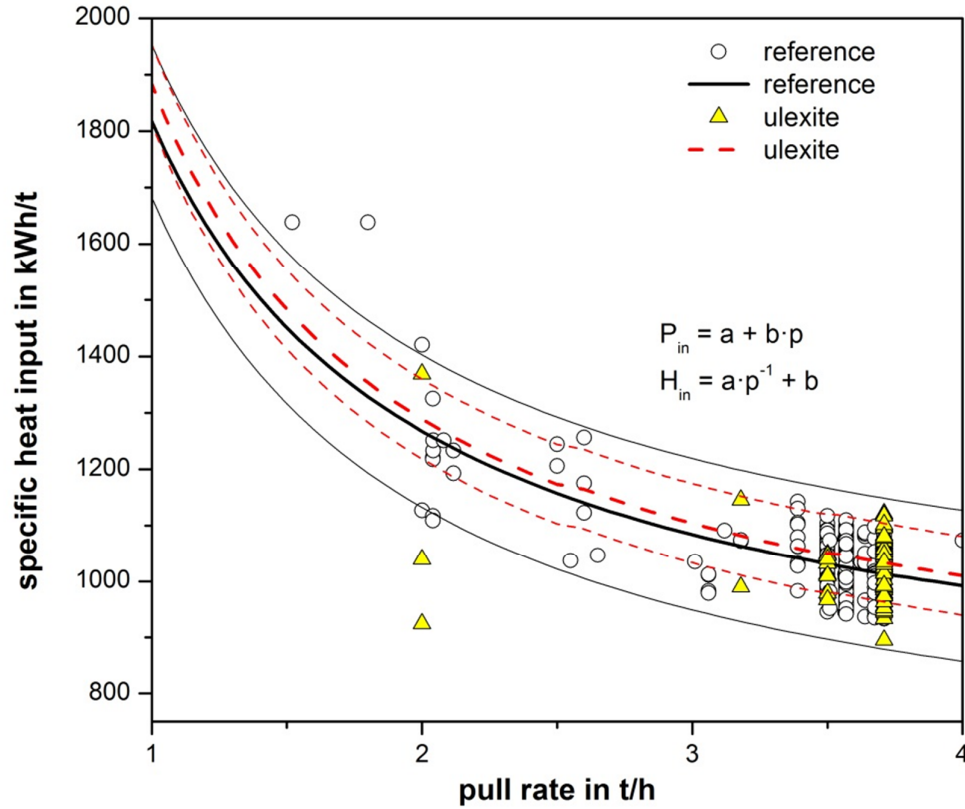 2000
1800
1600
1400
1200
1000
800
specific heat input in kWh/t
reference
reference
ulexite
ulexite
P_in = a + b·p
H_in = a·p^-1 + b
1 2 3 4
pull rate in t/h